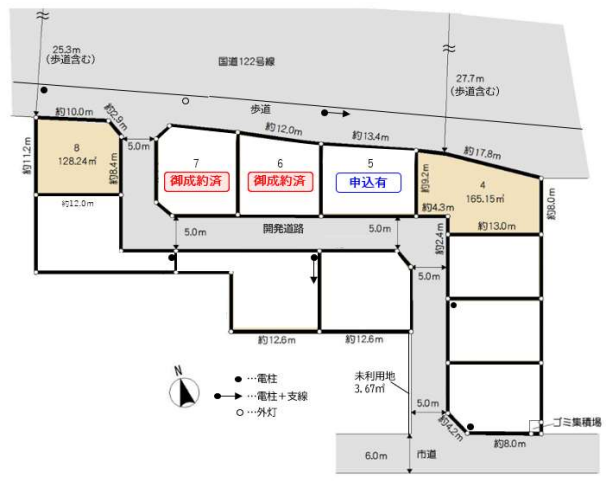 25.3m
(歩道含む)
国道122号線
27.7m
(歩道含む)
歩道
約10.0m
約2.9m
5.0m
約12.0m
約13.4m
約17.8m
約11.2m
8
128.24㎡
約8.4m
7
御成約済
6
御成約済
5
申込有
約9.2m
4
165.15㎡
約8.0m
約12.0m
約4.3m
約13.0m
5.0m
開発道路
5.0m
約2.4m
5.0m
約12.6m
約12.6m
N
●…電柱
●→…電柱+支線
○…外灯
未利用地
3.67㎡
5.0m
約4.2m
ゴミ集積場
約8.0m
6.0m
市道